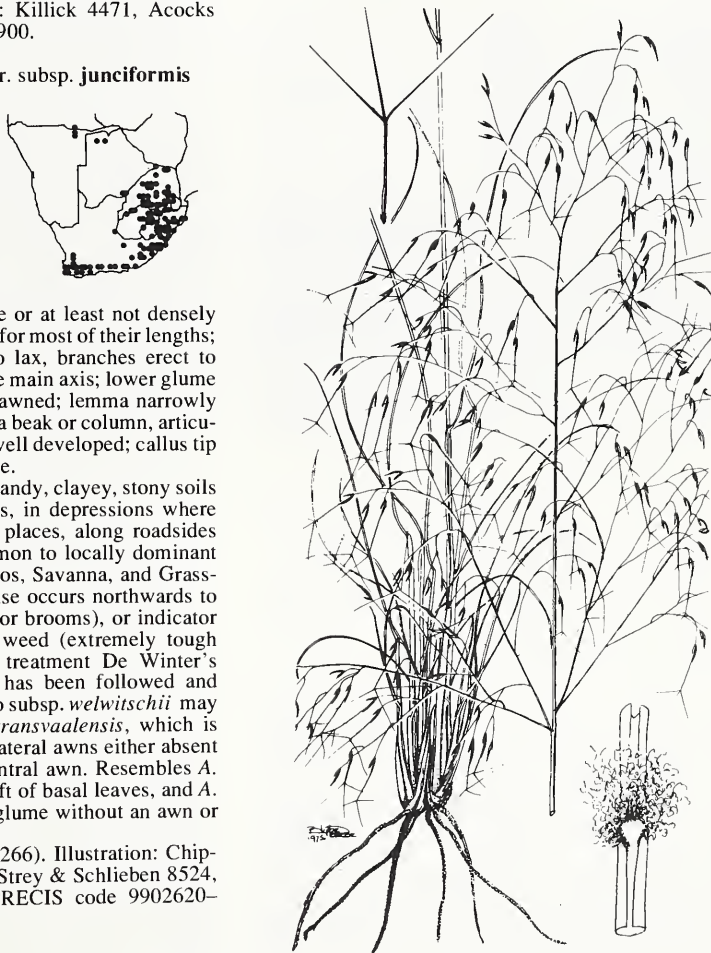 : Killick 4471, Acocks
900.
r. subsp. junciformis
e or at least not densely
for most of their lengths;
o lax, branches erect to
e main axis; lower glume
awned; lemma narrowly
a beak or column, articu-
well developed; callus tip
e.
andy, clayey, stony soils
s, in depressions where
places, along roadsides
mon to locally dominant
os, Savanna, and Grass-
se occurs northwards to
or brooms), or indicator
weed (extremely tough
treatment De Winter's
has been followed and
o subsp. welwitschii may
ransvaalensis, which is
ateral awns either absent
ntral awn. Resembles A.
ft of basal leaves, and A.
glume without an awn or
266). Illustration: Chip-
Strey & Schlieben 8524,
RECIS code 9902620–